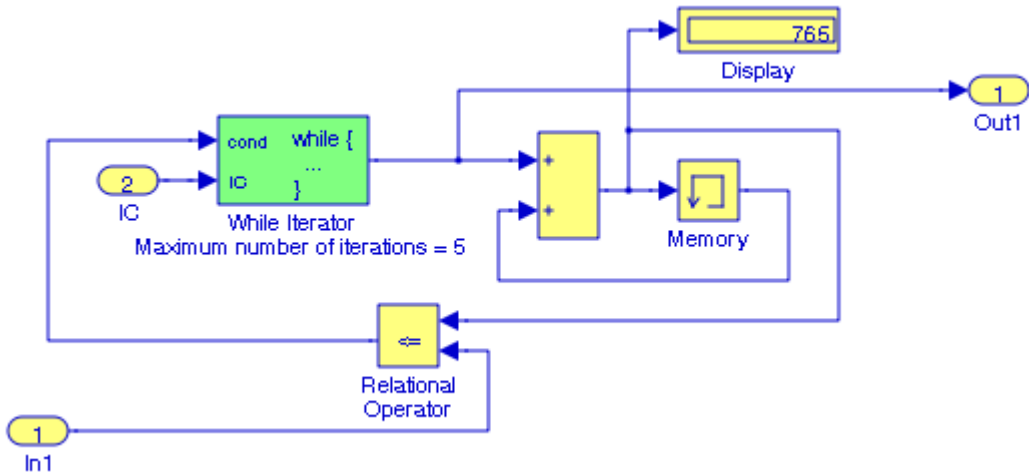 765
Display
1
Out1
cond while {
...
IC }
2
IC
While Iterator
Maximum number of iterations = 5
+
+
Memory
<=
Relational
Operator
1
In1